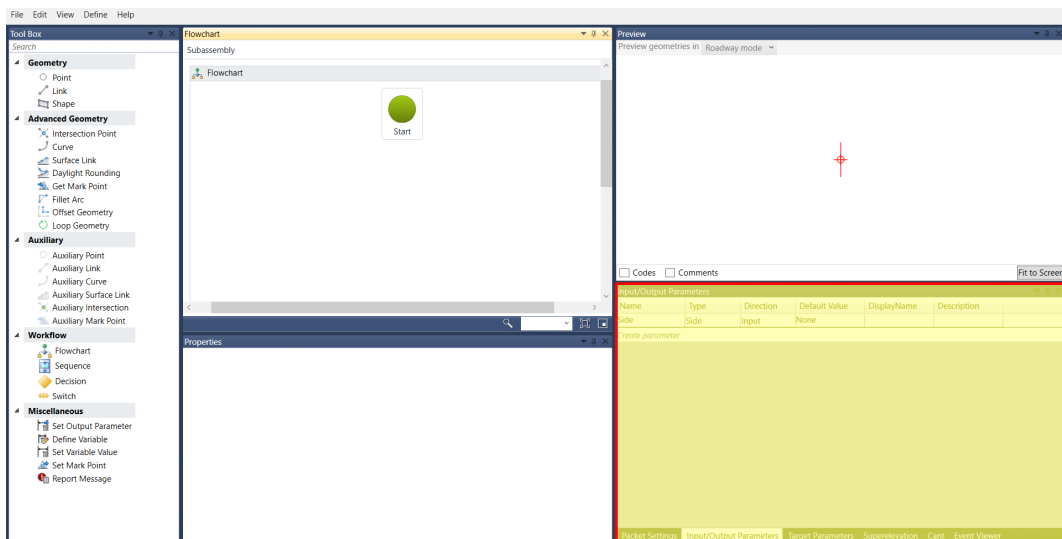 File Edit View Define Help
Tool Box
Search
Geometry
Point
Link
Shape
Advanced Geometry
Intersection Point
Curve
Surface Link
Daylight Rounding
Get Mark Point
Fillet Arc
Offset Geometry
Loop Geometry
Auxiliary
Auxiliary Point
Auxiliary Link
Auxiliary Curve
Auxiliary Surface Link
Auxiliary Intersection
Auxiliary Mark Point
Workflow
Flowchart
Sequence
Decision
Switch
Miscellaneous
Set Output Parameter
Define Variable
Set Variable Value
Set Mark Point
Report Message
Flowchart
Subassembly
Flowchart
Start
Properties
Preview
Preview geometries in Roadway mode
Codes Comments Fit to Screen
Input/Output Parameters
Name Type Direction Default Value DisplayName Description
Side Side Input None
Create parameter
Packet Settings Input/Output Parameters Target Parameters Superelevation Cant Event Viewer